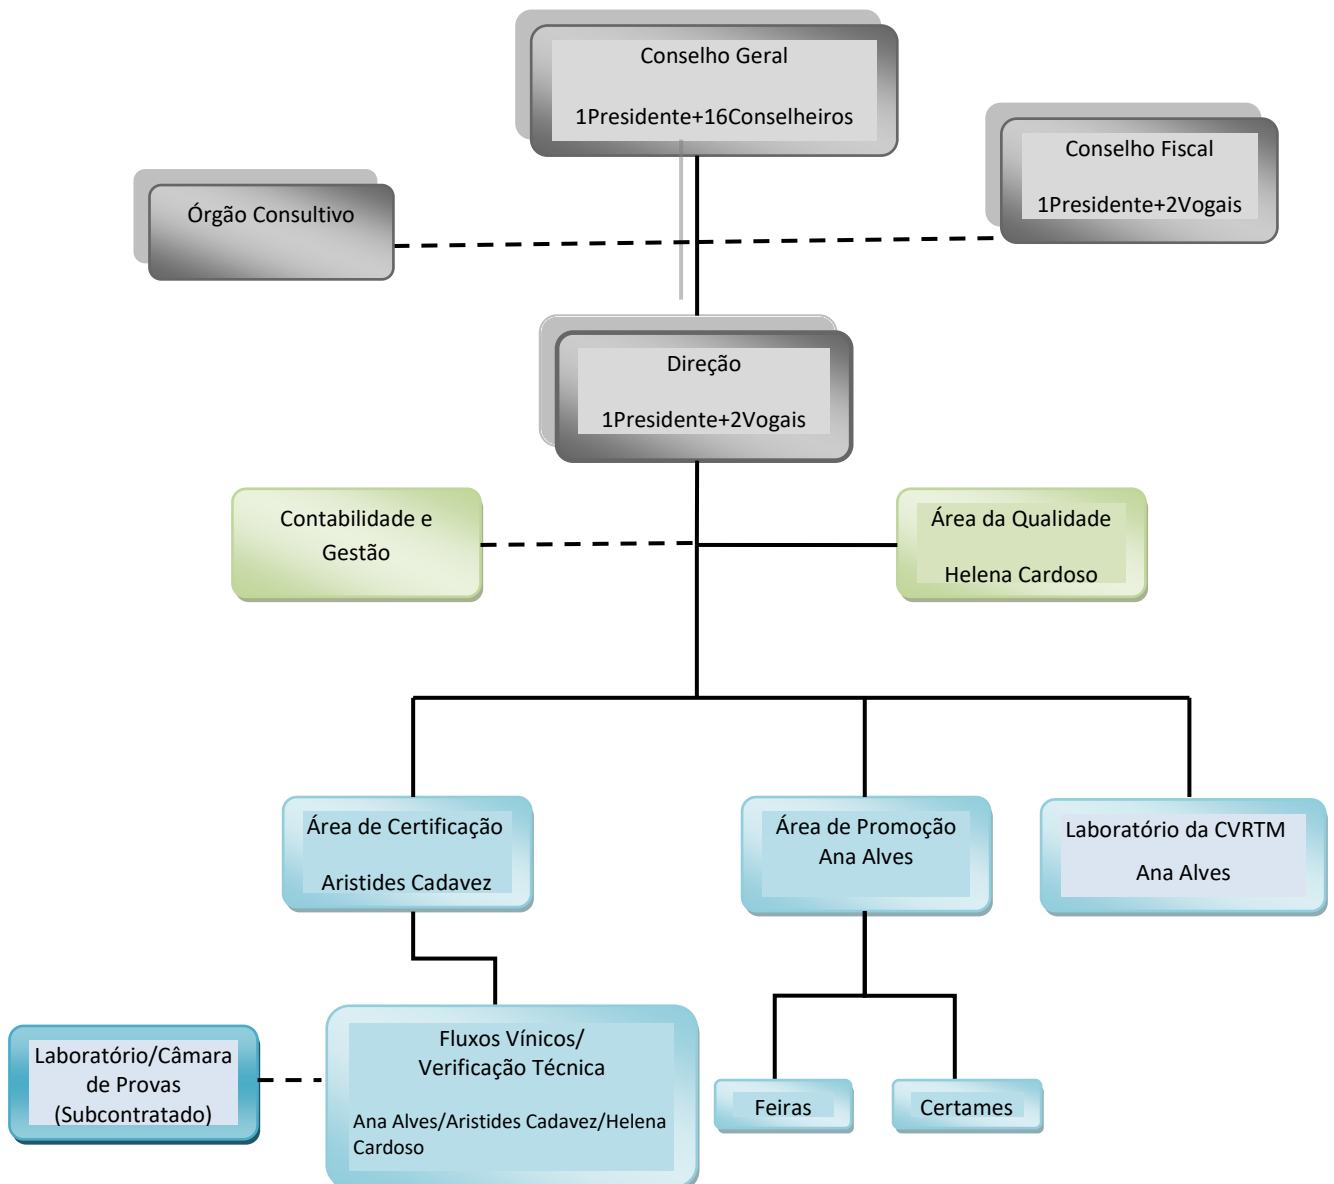 Conselho Geral
1Presidente+16Conselheiros
Conselho Fiscal
1Presidente+2Vogais
Órgão Consultivo
Direção
1Presidente+2Vogais
Contabilidade e
Gestão
Área da Qualidade
Helena Cardoso
Área de Certificação
Aristides Cadavez
Área de Promoção
Ana Alves
Laboratório da CVRTM
Ana Alves
Laboratório/Câmara
de Provas
(Subcontratado)
Fluxos Vínicos/
Verificação Técnica
Ana Alves/Aristides Cadavez/Helena
Cardoso
Feiras
Certames